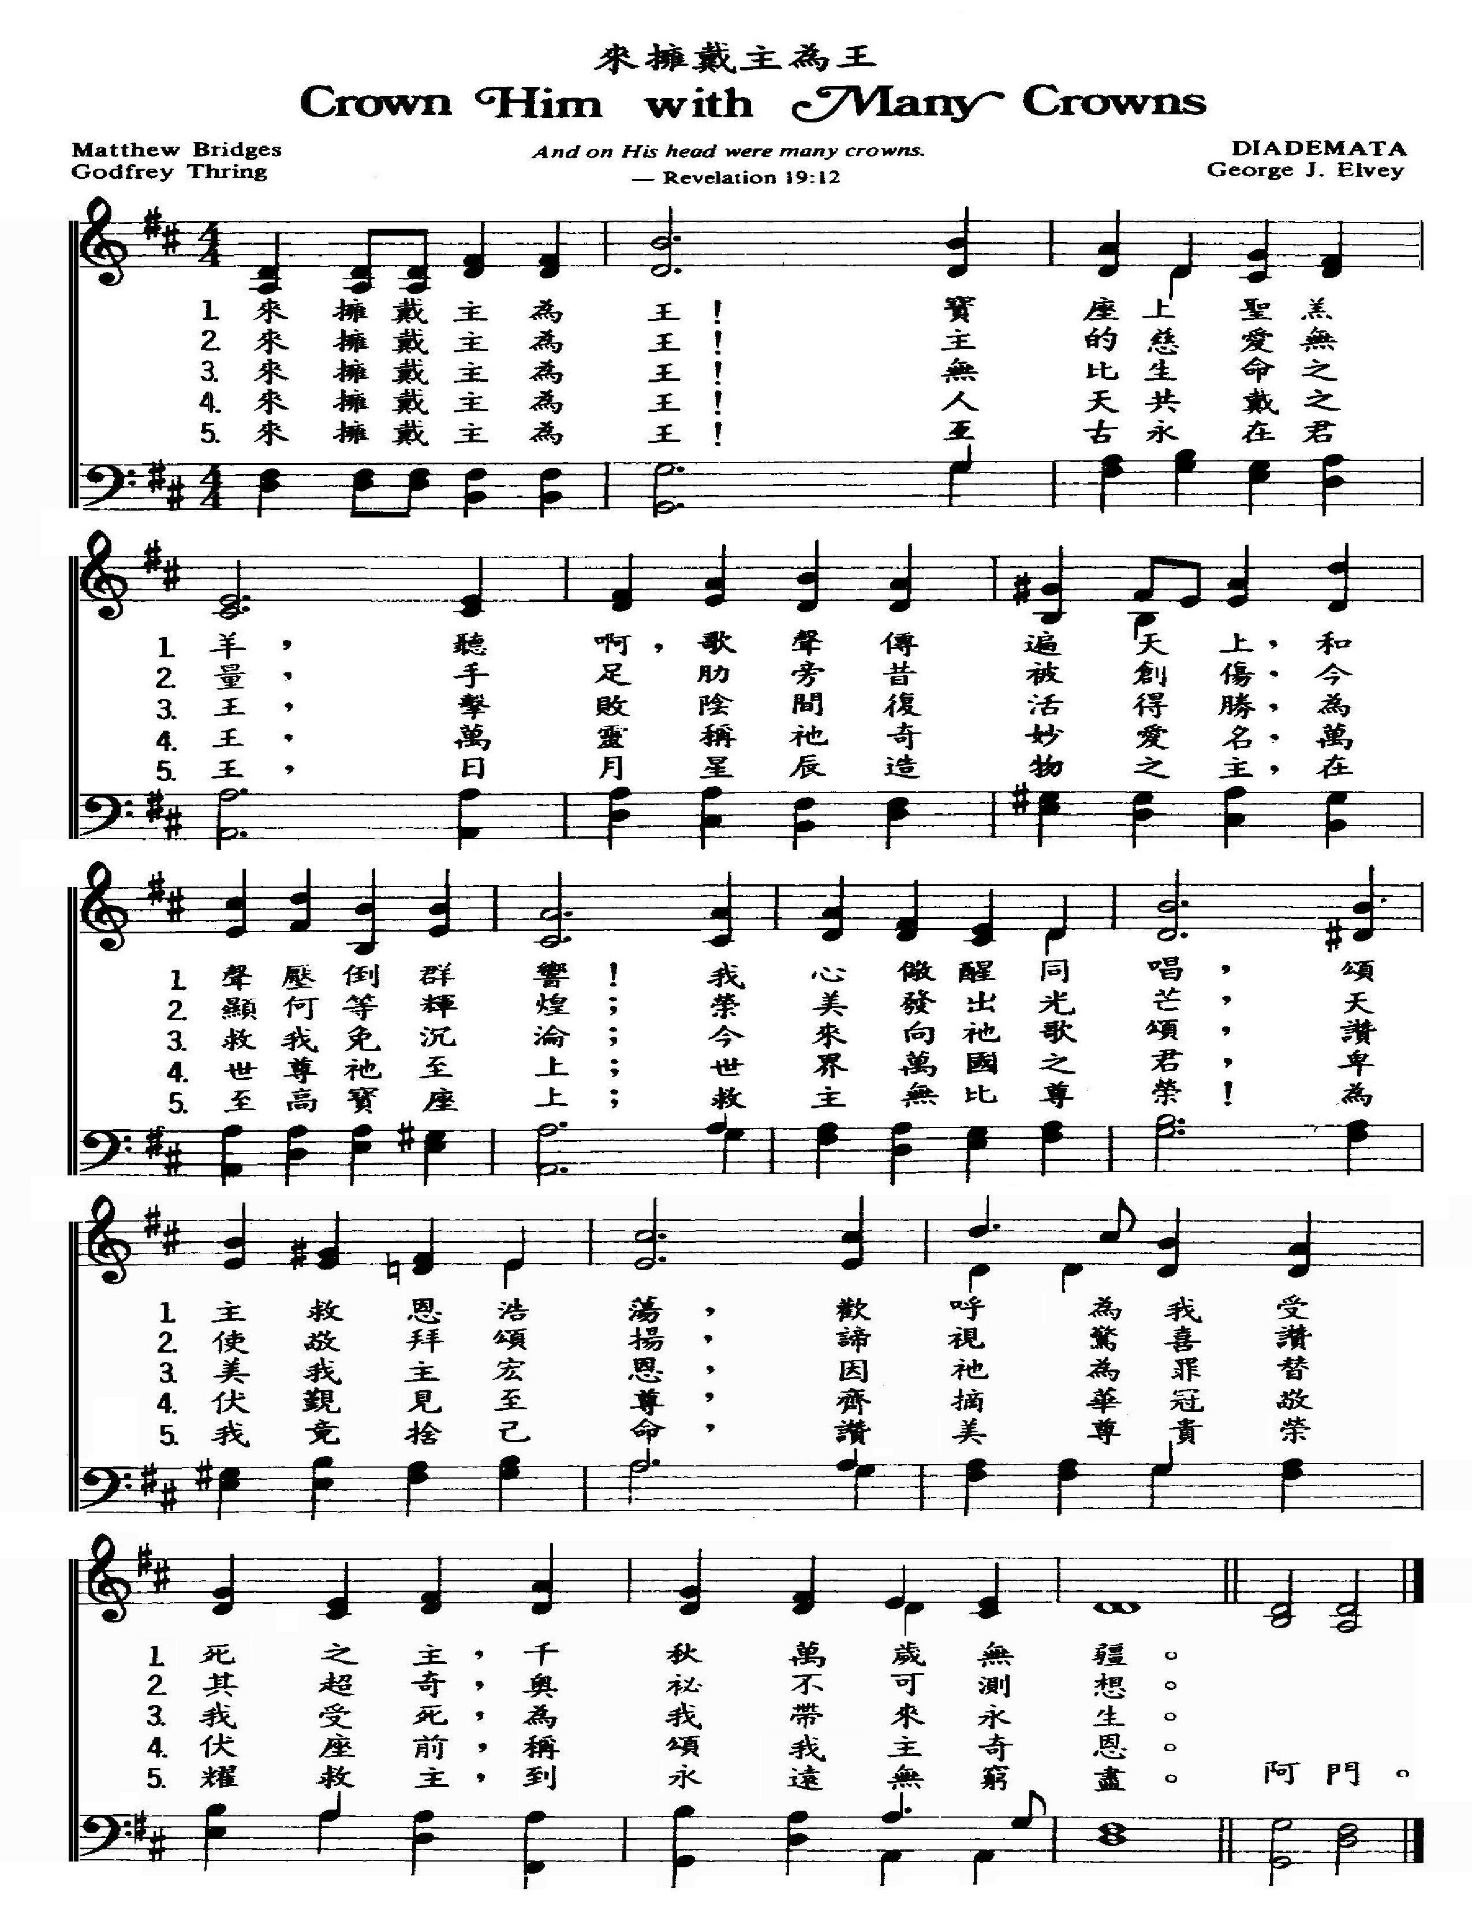 來擁戴主為王
Crown Him with Many Crowns
Matthew Bridges
Godfrey Thring
And on His head were many crowns.
— Revelation 19:12
DIADEMATA
George J. Elvey
1. 來擁戴主為王！寶座上聖羔
2. 來擁戴主為王！主的慈愛無
3. 來擁戴主為王！無比生命之
4. 來擁戴主為王！人天共戴之
5. 來擁戴主為王！亙古永在君
1 羊，聽啊，歌聲傳遍天上，和
2. 量，手足肋旁昔被創傷．今
3. 王，擊敗陰間復活得勝，為
4. 王．萬靈稱祂奇妙愛名．萬
5. 王，日月星辰造物之主，在
1 聲壓倒群響！我心儆醒同唱，頌
2. 顯何等輝煌；榮美發出光芒，天
3. 救我免沉淪；今來向祂歌頌，讚
4. 世尊祂至上；世界萬國之君，卑
5. 至高寶座上；救主無比尊榮！為
1 主救恩浩蕩，歡呼為我受
2. 使敬拜頌揚，諦視驚喜讚
3. 美我主宏恩，因祂為罪替
4. 伏覲見至尊，齊摘華冠敬
5. 我竟捨己命，讚美尊貴榮
1 死之主，千秋萬歲無疆。
2 其超奇，奧祕不可測想。
3. 我受死，為我帶來永生。
4. 伏座前，稱頌我主奇恩。
5. 耀救主，到永遠無窮盡。阿門。